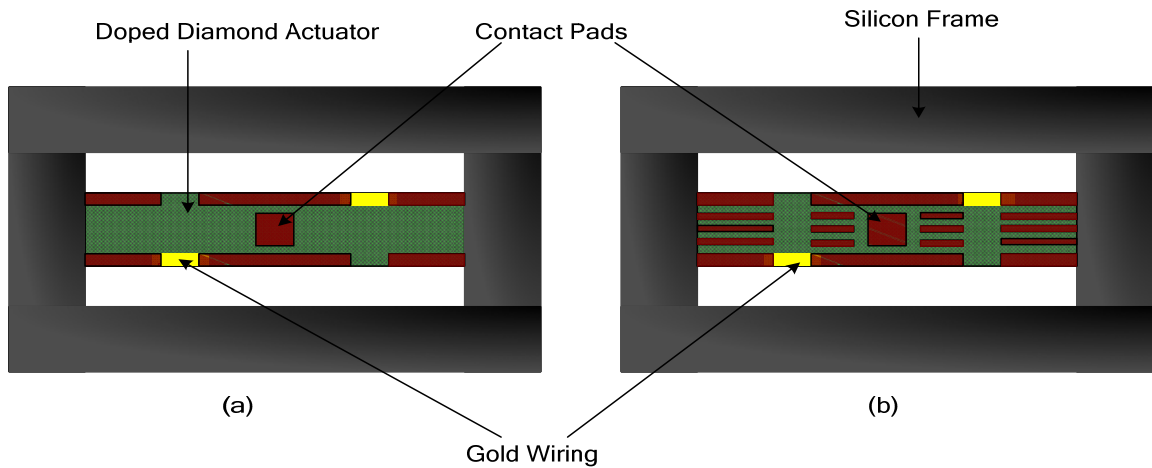 Silicon Frame
Doped Diamond Actuator
Contact Pads
(a)
(b)
Gold Wiring